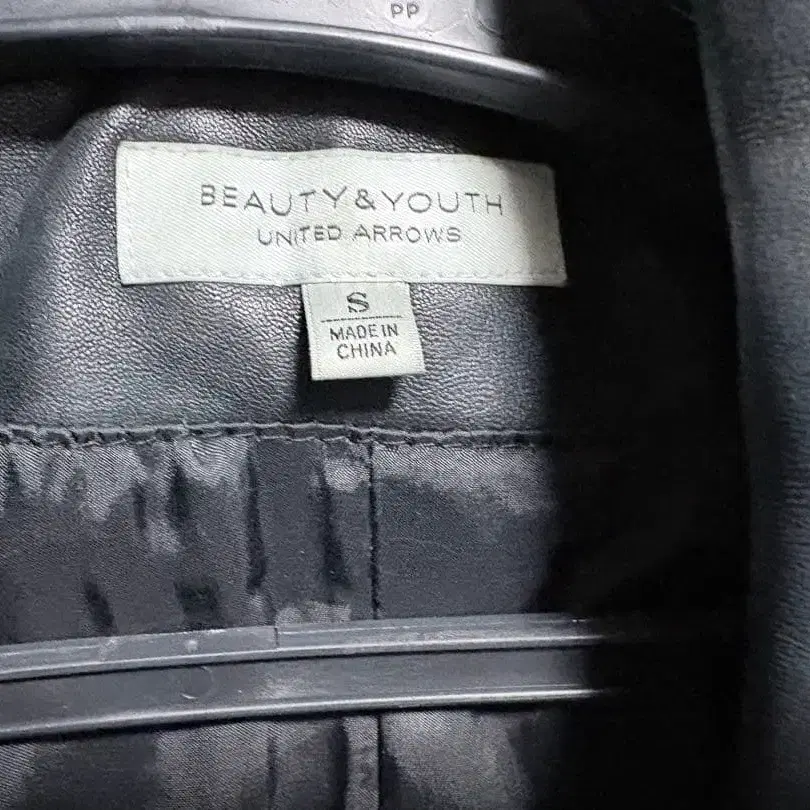 PP
BEAUTY & YOUTH
UNITED ARROWS
S
MADE IN
CHINA